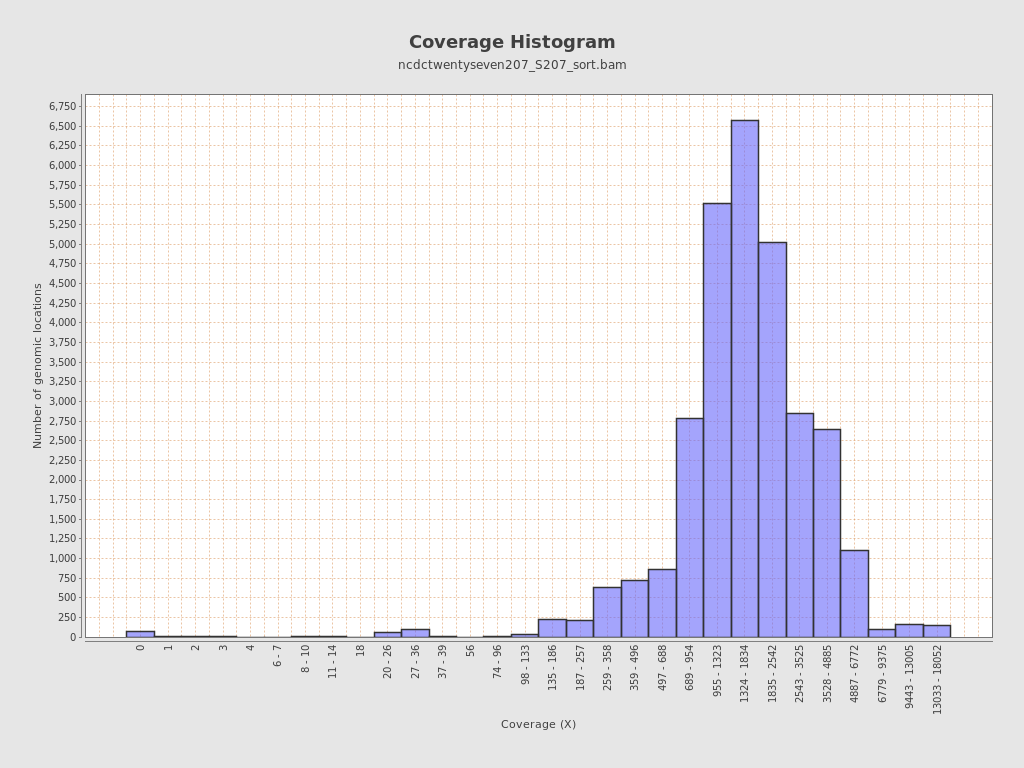 Coverage Histogram
ncdctwentyseven207_S207_sort.bam
Number of genomic locations
6,750
6,500
6,250
6,000
5,750
5,500
5,250
5,000
4,750
4,500
4,250
4,000
3,750
3,500
3,250
3,000
2,750
2,500
2,250
2,000
1,750
1,500
1,250
1,000
750
500
250
0
0
1
2
3
4
6 - 7
8 - 10
11 - 14
18
20 - 26
27 - 36
37 - 39
56
74 - 96
98 - 133
135 - 186
187 - 257
259 - 358
359 - 496
497 - 688
689 - 954
955 - 1323
1324 - 1834
1835 - 2542
2543 - 3525
3528 - 4885
4887 - 6772
6779 - 9375
9443 - 13005
13033 - 18052
Coverage (X)